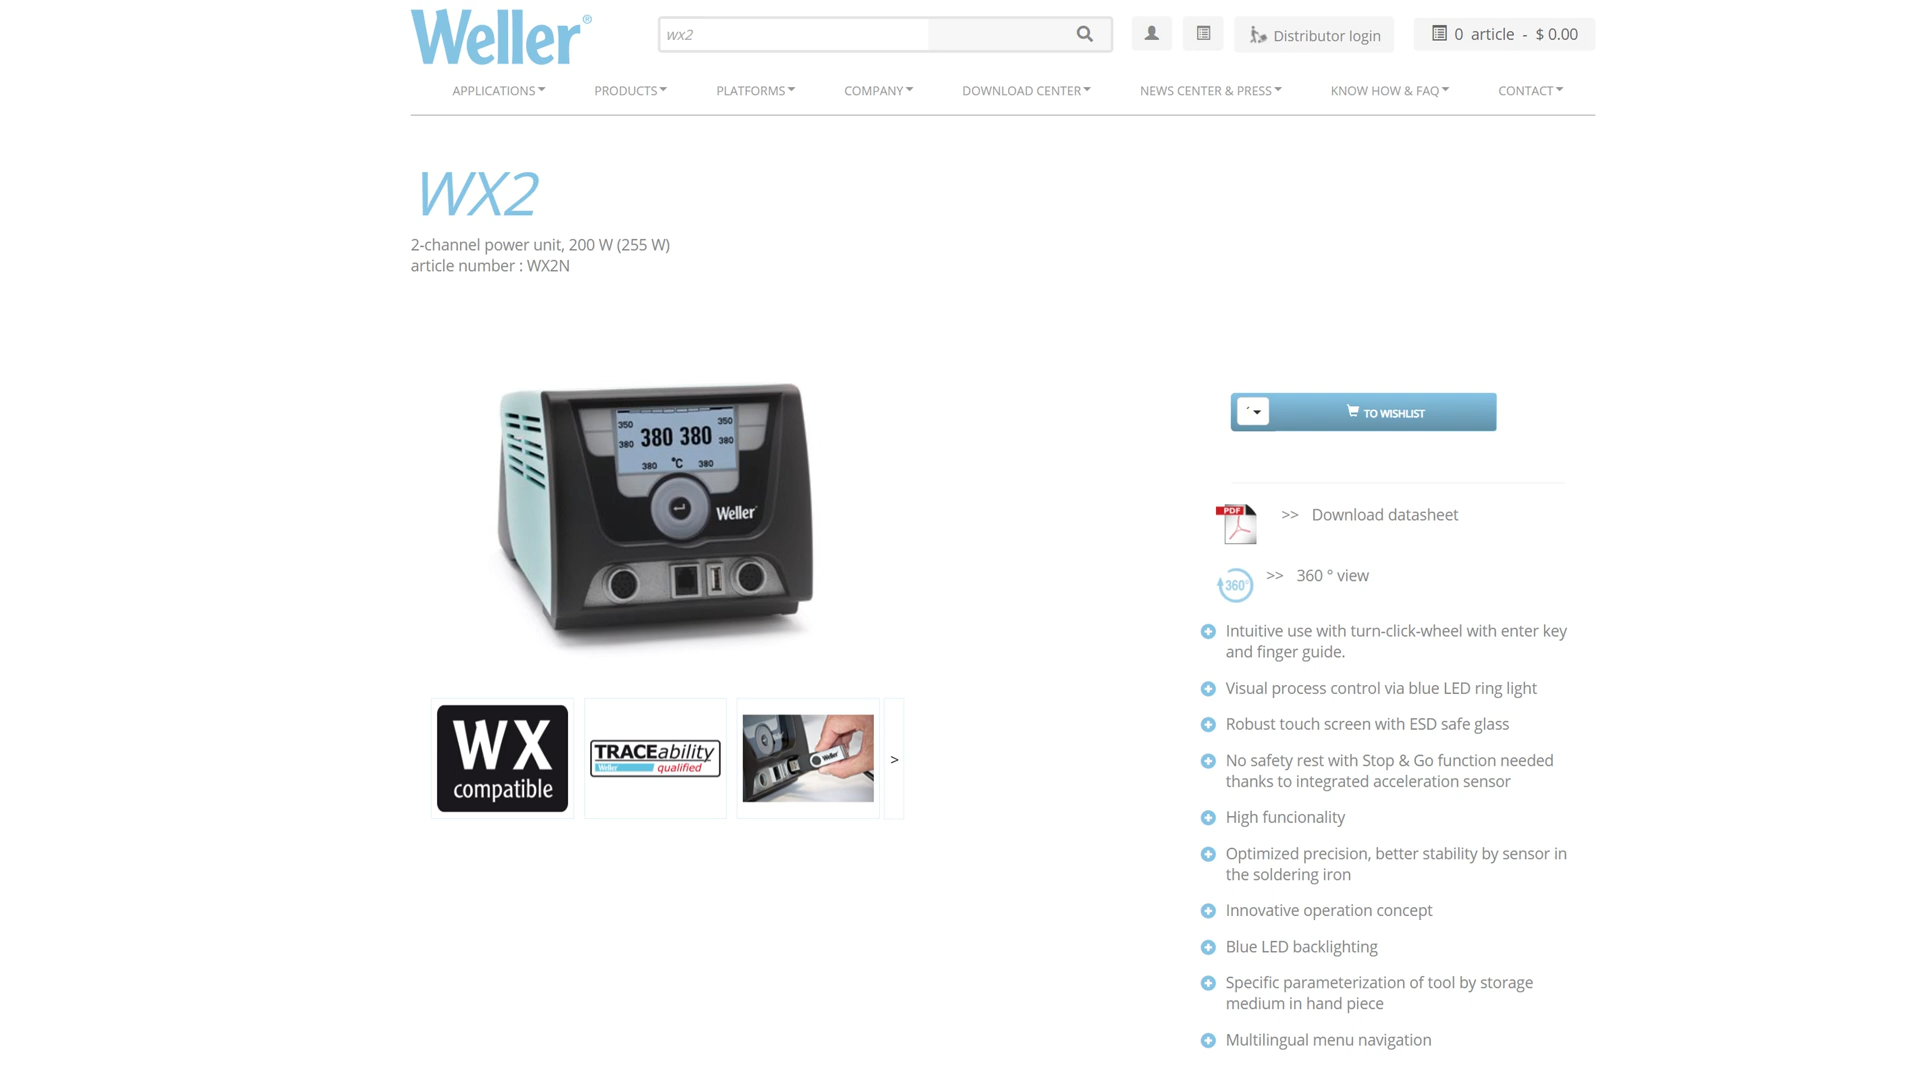 Weller®
wx2
Distributor login
0 article - $ 0.00
APPLICATIONS
PRODUCTS
PLATFORMS
COMPANY
DOWNLOAD CENTER
NEWS CENTER & PRESS
KNOW HOW & FAQ
CONTACT
WX2
2-channel power unit, 200 W (255 W)
article number : WX2N
350 350
380 380 380 380
380 °C 380
Weller
TO WISHLIST
PDF
>> Download datasheet
360°
>> 360 ° view
Intuitive use with turn-click-wheel with enter key
and finger guide.
Visual process control via blue LED ring light
Robust touch screen with ESD safe glass
No safety rest with Stop & Go function needed
thanks to integrated acceleration sensor
High funcionality
Optimized precision, better stability by sensor in
the soldering iron
Innovative operation concept
Blue LED backlighting
Specific parameterization of tool by storage
medium in hand piece
Multilingual menu navigation
WX
compatible
TRACEability
Weller qualified
Weller
>